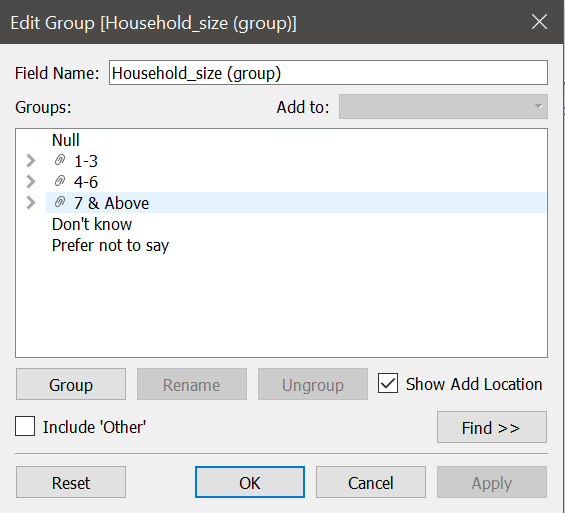 Edit Group [Household_size (group)]
Field Name: Household_size (group)
Groups: Add to:
Null
1-3
4-6
7 & Above
Don't know
Prefer not to say
Group Rename Ungroup Show Add Location
Include 'Other' Find >>
Reset OK Cancel Apply